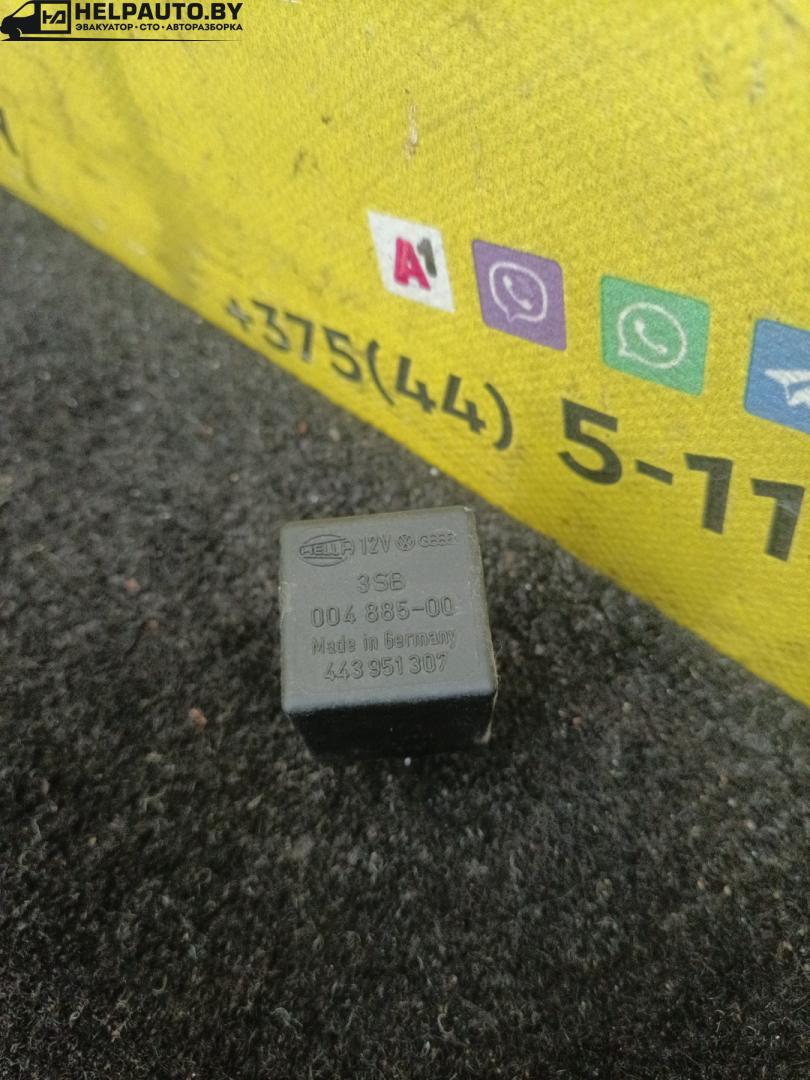 HELPAUTO.BY
ЭВАКУАТОР • СТО • АВТОРАЗБОРКА
A1
+375(44) 5-11
HELLA 12V
3SB
004 885-00
Made in Germany
443 951 307